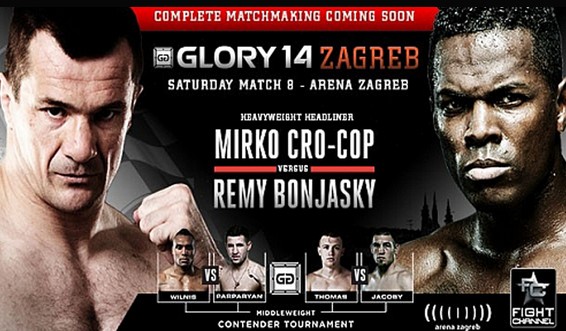 COMPLETE MATCHMAKING COMING SOON
G GLORY 14 ZAGREB
SATURDAY MATCH 8 - ARENA ZAGREB
HEAVYWEIGHT HEADLINER
MIRKO CRO-COP
VERSUS
REMY BONJASKY
VS
G
VS
WILNIS
PARPARYAN
THOMAS
JACOBY
MIDDLEWEIGHT
CONTENDER TOURNAMENT
arena zagreb
FC
FIGHT
CHANNEL